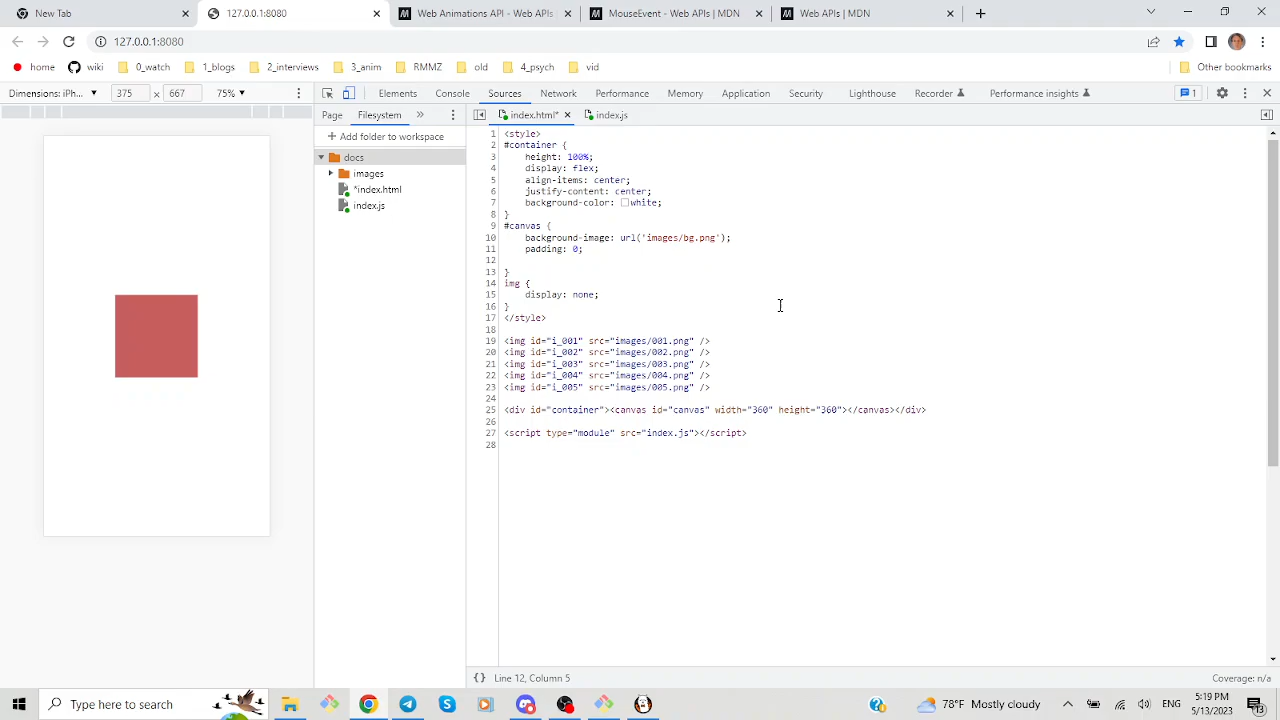 New Tab
127.0.0.1:8080
Web Animations API - Web APIs |
MouseEvent - Web APIs | MDN
Web APIs | MDN
127.0.0.1:8080
home
wiki
0_watch
1_blogs
2_interviews
3_anim
RMMZ
old
4_psych
vid
Other bookmarks
Dimensions: iPh...
375
×
667
75%
Elements
Console
Sources
Network
Performance
Memory
Application
Security
Lighthouse
Recorder
Performance insights
1
Page
Filesystem
»
index.html*
index.js
+ Add folder to workspace
docs
images
*index.html
index.js
1 <style>
2 #container {
3 height: 100%;
4 display: flex;
5 align-items: center;
6 justify-content: center;
7 background-color: white;
8 }
9 #canvas {
10 background-image: url('images/bg.png');
11 padding: 0;
12
13 }
14 img {
15 display: none;
16 }
17 </style>
18
19 <img id="i_001" src="images/001.png" />
20 <img id="i_002" src="images/002.png" />
21 <img id="i_003" src="images/003.png" />
22 <img id="i_004" src="images/004.png" />
23 <img id="i_005" src="images/005.png" />
24
25 <div id="container"><canvas id="canvas" width="360" height="360"></canvas></div>
26
27 <script type="module" src="index.js"></script>
28
{} Line 12, Column 5
Coverage: n/a
Type here to search
78°F Mostly cloudy
ENG
5:19 PM
5/13/2023
13